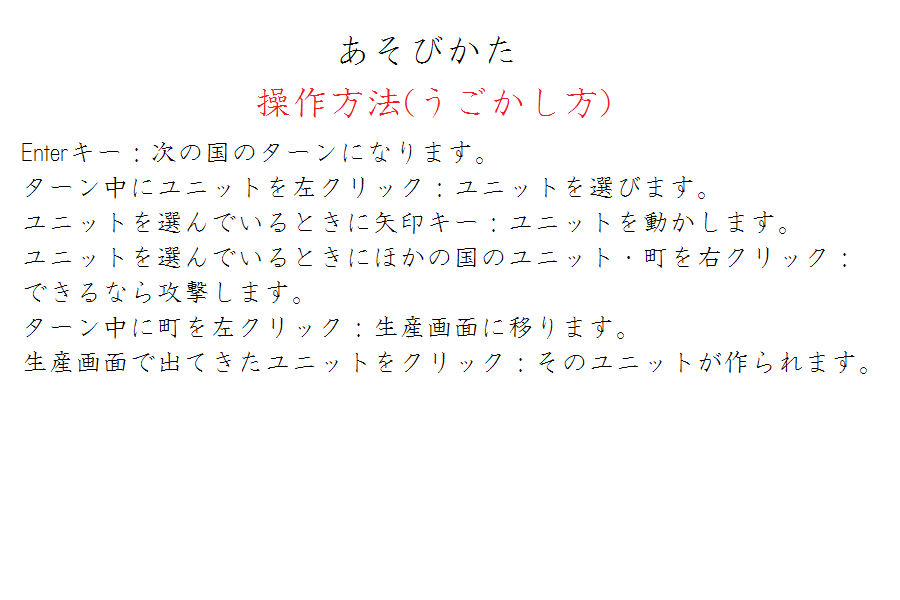 あそびかた
操作方法(うごかし方)
Enterキー：次の国のターンになります。
ターン中にユニットを左クリック：ユニットを選びます。
ユニットを選んでいるときに矢印キー：ユニットを動かします。
ユニットを選んでいるときにほかの国のユニット・町を右クリック：
できるなら攻撃します。
ターン中に町を左クリック：生産画面に移ります。
生産画面で出てきたユニットをクリック：そのユニットが作られます。